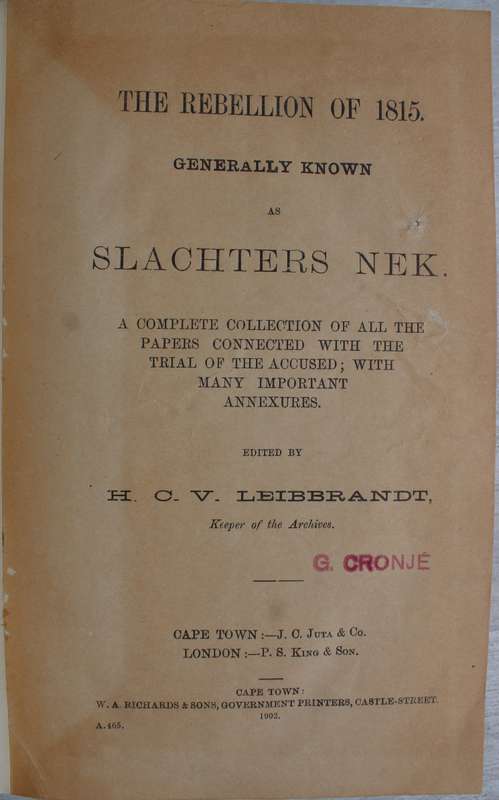 THE REBELLION OF 1815.
GENERALLY KNOWN
AS
SLACHTERS NEK.
A COMPLETE COLLECTION OF ALL THE
PAPERS CONNECTED WITH THE
TRIAL OF THE ACCUSED; WITH
MANY IMPORTANT
ANNEXURES.
EDITED BY
H. C. V. LEIBBRANDT,
Keeper of the Archives.
G. CRONJÉ
CAPE TOWN:—J. C. JUTA & Co.
LONDON:—P. S. KING & SON.
CAPE TOWN:
W. A. RICHARDS & SONS, GOVERNMENT PRINTERS, CASTLE-STREET.
1902.
A.465.